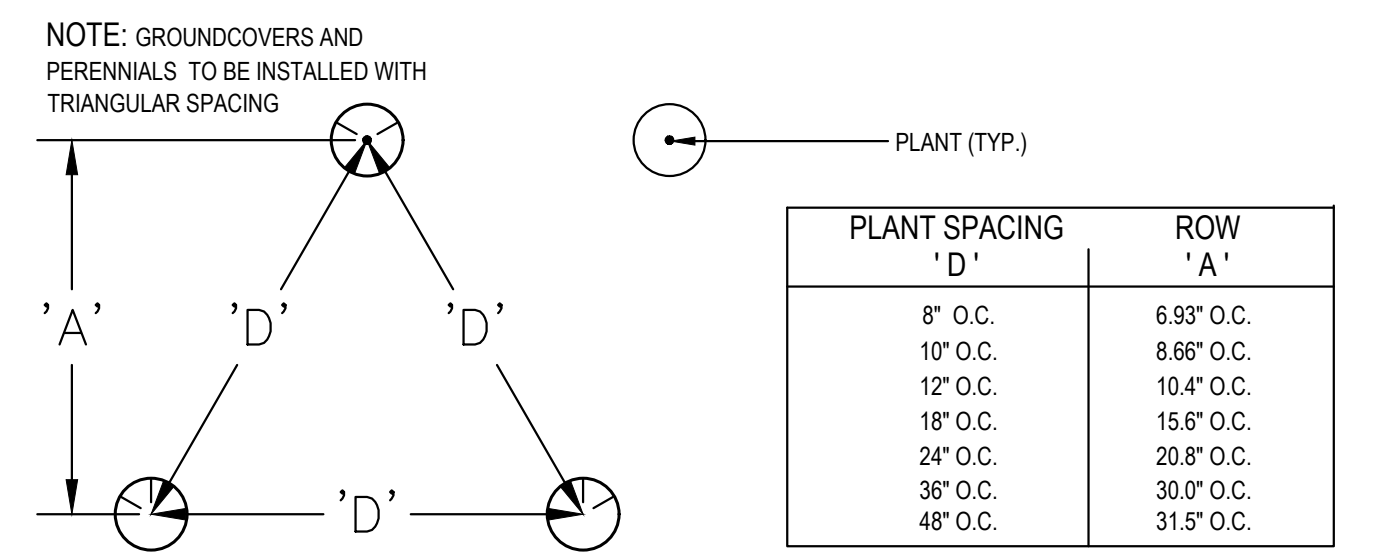 NOTE: GROUNDCOVERS AND
PERENNIALS TO BE INSTALLED WITH
TRIANGULAR SPACING
PLANT (TYP.)
'A'
'D'
'D'
'D'
PLANT SPACING ROW
'D' 'A'
8" O.C. 6.93" O.C.
10" O.C. 8.66" O.C.
12" O.C. 10.4" O.C.
18" O.C. 15.6" O.C.
24" O.C. 20.8" O.C.
36" O.C. 30.0" O.C.
48" O.C. 31.5" O.C.